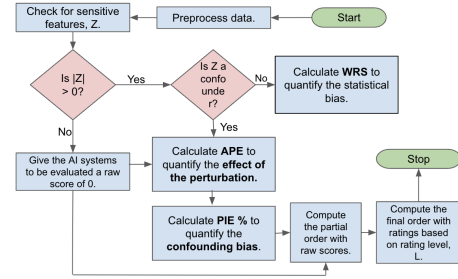 Check for sensitive
features, Z.
Preprocess data.
Start
Is |Z|
> 0?
Yes
Is Z a
confo
unde
r?
No
Calculate WRS to
quantify the statistical
bias.
No
Yes
Give the AI systems
to be evaluated a raw
score of 0.
Calculate APE to
quantify the effect of
the perturbation.
Stop
Calculate PIE % to
quantify the
confounding bias.
Compute
the partial
order with
raw scores.
Compute the
final order with
ratings based
on rating level,
L.